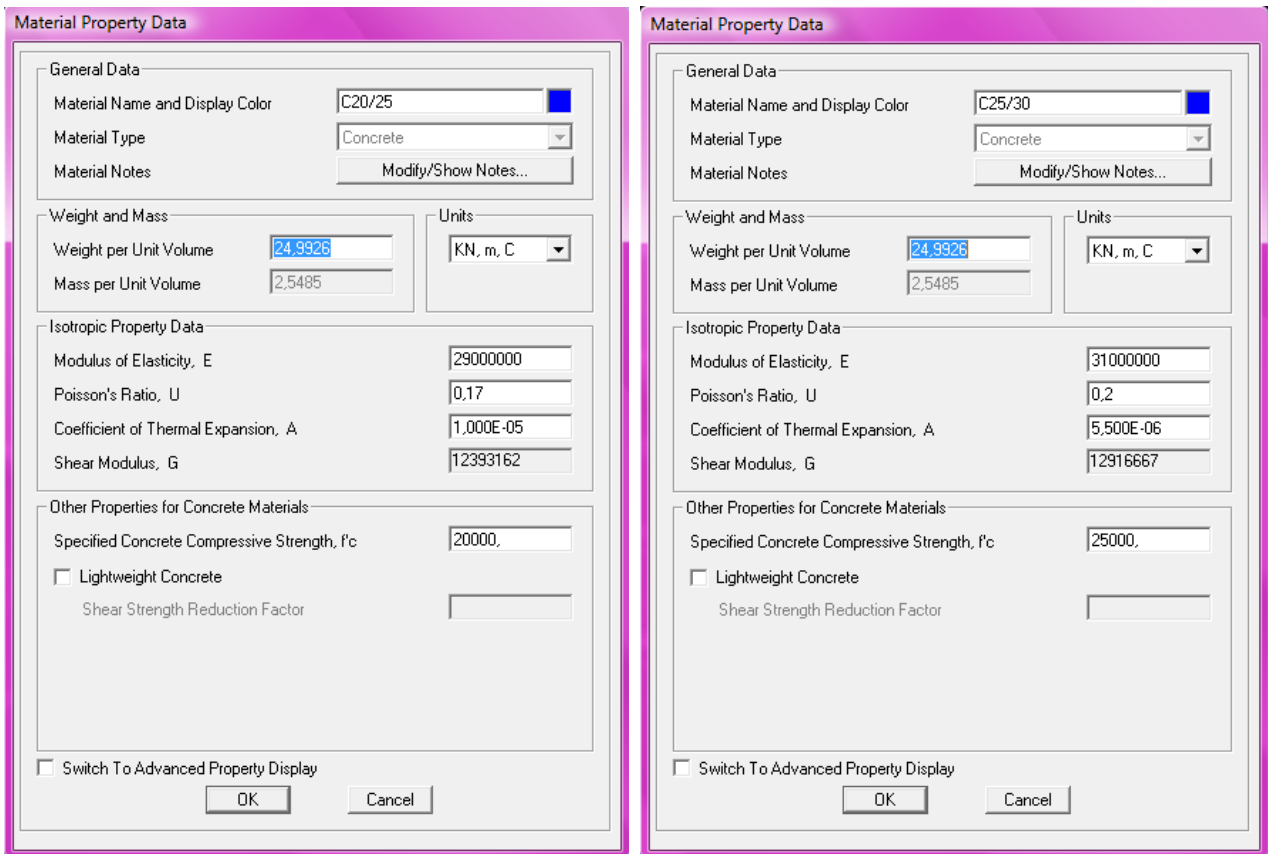 Material Property Data
General Data
Material Name and Display Color C20/25
Material Type Concrete
Material Notes Modify/Show Notes...
Weight and Mass
Weight per Unit Volume 24,9926
Mass per Unit Volume 2,5485
Units
KN, m, C
Isotropic Property Data
Modulus of Elasticity, E 29000000
Poisson's Ratio, U 0,17
Coefficient of Thermal Expansion, A 1,000E-05
Shear Modulus, G 12393162
Other Properties for Concrete Materials
Specified Concrete Compressive Strength, f'c 20000,
Lightweight Concrete
Shear Strength Reduction Factor
Switch To Advanced Property Display
OK Cancel
Material Property Data
General Data
Material Name and Display Color C25/30
Material Type Concrete
Material Notes Modify/Show Notes...
Weight and Mass
Weight per Unit Volume 24,9926
Mass per Unit Volume 2,5485
Units
KN, m, C
Isotropic Property Data
Modulus of Elasticity, E 31000000
Poisson's Ratio, U 0,2
Coefficient of Thermal Expansion, A 5,500E-06
Shear Modulus, G 12916667
Other Properties for Concrete Materials
Specified Concrete Compressive Strength, f'c 25000,
Lightweight Concrete
Shear Strength Reduction Factor
Switch To Advanced Property Display
OK Cancel